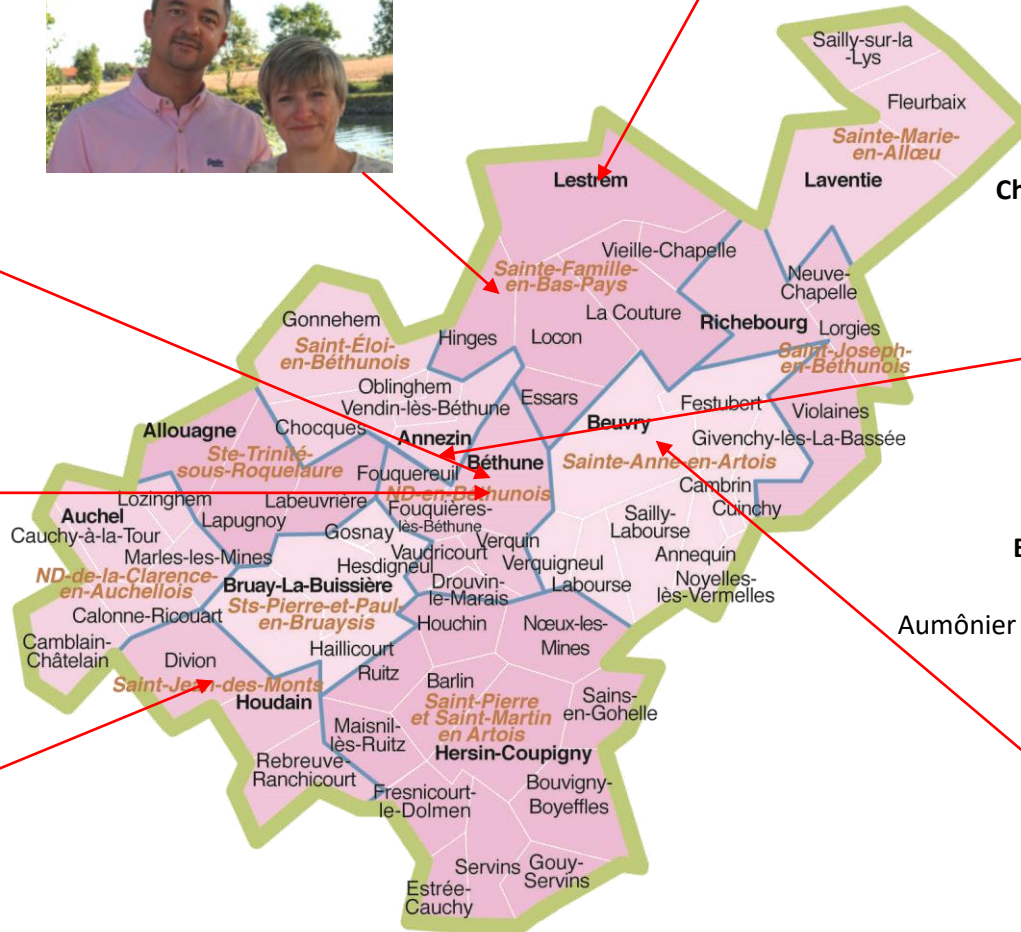 Sailly-sur-la
-Lys
Fleurbaix
Sainte-Marie-
en-Allœu
Laventie
Ch
Lestrem
Vieille-Chapelle
Sainte-Famille-
en-Bas-Pays
Neuve-
Chapelle
La Couture
Richebourg
Lorgies
Gonnehem
Saint-Éloi-
en-Béthunois
Hinges
Locon
Saint-Joseph-
en-Béthunois
Oblinghem
Vendin-lès-Béthune
Essars
Festubert
Violaines
Chocques
Annezin
Beuvry
Givenchy-lès-La-Bassée
Allouagne
Ste-Trinité-
sous-Roquelaure
Fouquereuil
Béthune
Sainte-Anne-en-Artois
ND-en-Béthunois
Cambrin
Cuinchy
Lozinghem
Labeuvrière
Lapugnoy
Fouquières-
lès-Béthune
Auchel
Cauchy-à-la-Tour
Gosnay
Sailly-
Labourse
Marles-les-Mines
Vaudricourt
Verquin
Annequin
Hesdigneul
Verquigneul
E
ND-de-la-Clarence-
en-Auchellois
Bruay-La-Buissière
Drouvin-
le-Marais
Labourse
Noyelles-
lès-Vermelles
Sts-Pierre-et-Paul-
en-Bruaysis
Calonne-Ricouart
Houchin
Nœux-les-
Mines
Aumônier
Camblain-
Châtelain
Haillicourt
Divion
Ruitz
Barlin
Saint-Jean-des-Monts
Houdain
Saint-Pierre
et Saint-Martin
en Artois
Sains-
en-Gohelle
Maisnil-
lès-Ruitz
Hersin-Coupigny
Rebreuve-
Ranchicourt
Bouvigny-
Boyeffles
Fresnicourt-
le-Dolmen
Servins
Gouy-
Servins
Estrée-
Cauchy